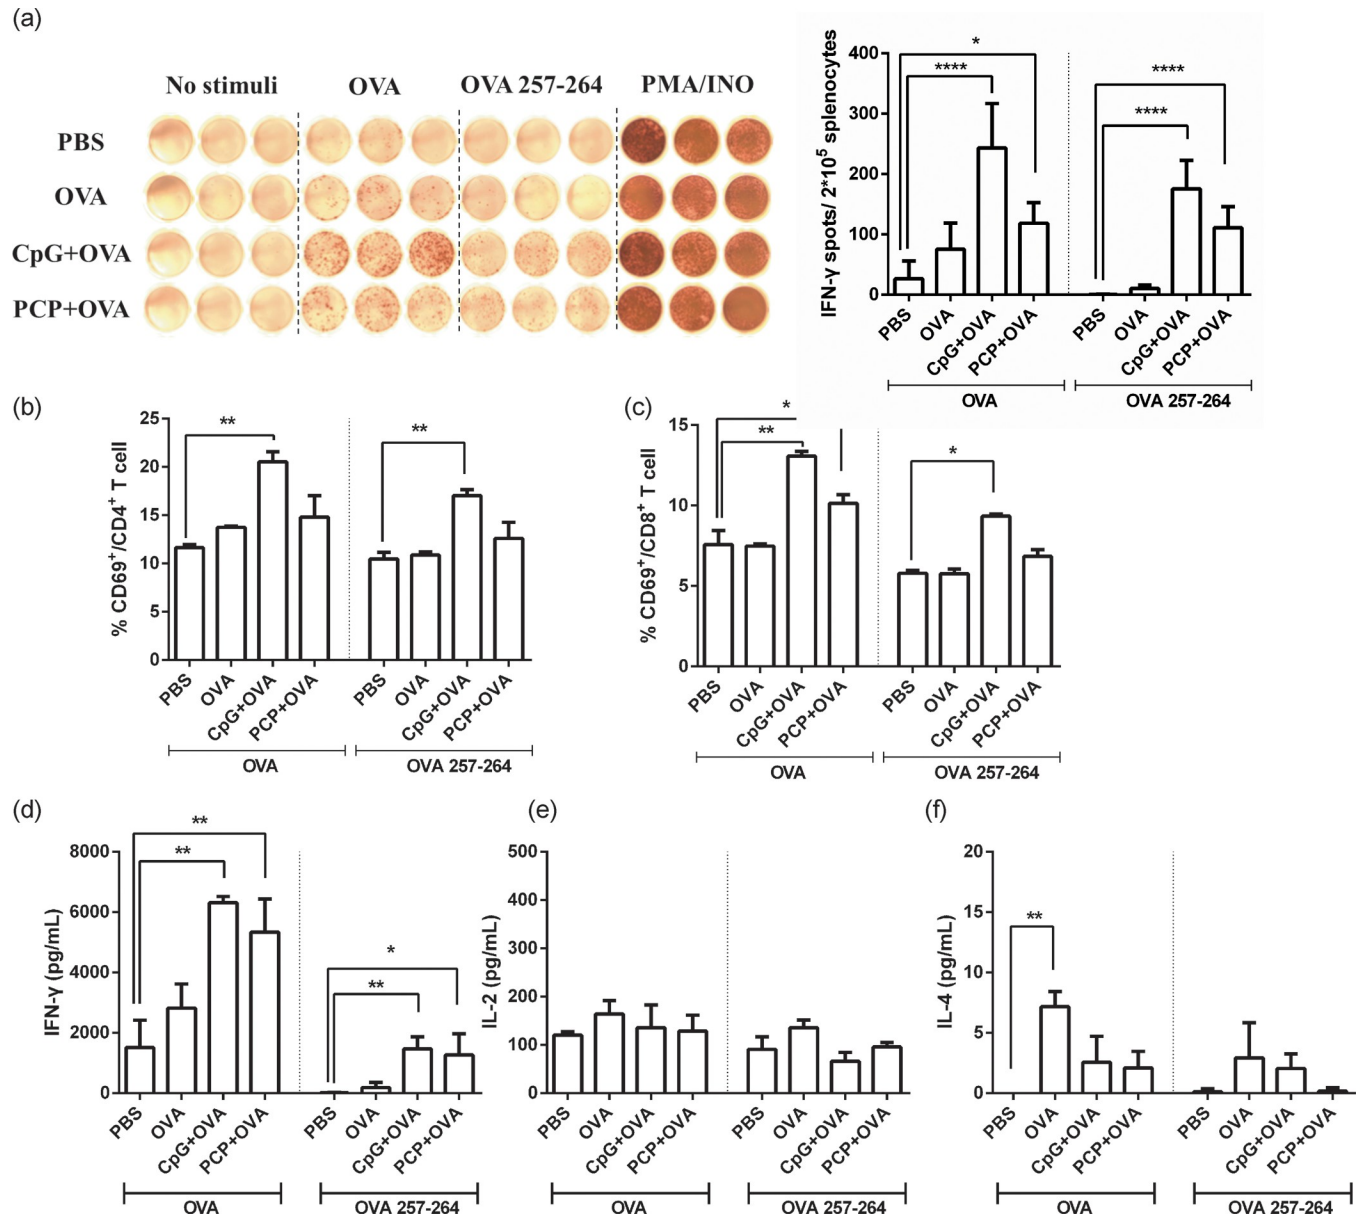 (a)
No stimuli OVA OVA 257-264 PMA/INO
PBS
OVA
CpG+OVA
PCP+OVA
IFN-γ spots/ 2*10⁵ splenocytes
400
300
200
100
0
*
****
****
****
PBS OVA CpG+OVA PCP+OVA PBS OVA CpG+OVA PCP+OVA
OVA OVA 257-264
(b)
% CD69⁺/CD4⁺ T cell
25
20
15
10
5
0
** **
PBS OVA CpG+OVA PCP+OVA PBS OVA CpG+OVA PCP+OVA
OVA OVA 257-264
(c)
% CD69⁺/CD8⁺ T cell
15
10
5
0
*
**
*
PBS OVA CpG+OVA PCP+OVA PBS OVA CpG+OVA PCP+OVA
OVA OVA 257-264
(d)
IFN-γ (pg/mL)
8000
6000
4000
2000
0
**
**
*
**
PBS OVA CpG+OVA PCP+OVA PBS OVA CpG+OVA PCP+OVA
OVA OVA 257-264
(e)
IL-2 (pg/mL)
500
400
300
200
100
0
PBS OVA CpG+OVA PCP+OVA PBS OVA CpG+OVA PCP+OVA
OVA OVA 257-264
(f)
IL-4 (pg/mL)
20
15
10
5
0
**
PBS OVA CpG+OVA PCP+OVA PBS OVA CpG+OVA PCP+OVA
OVA OVA 257-264